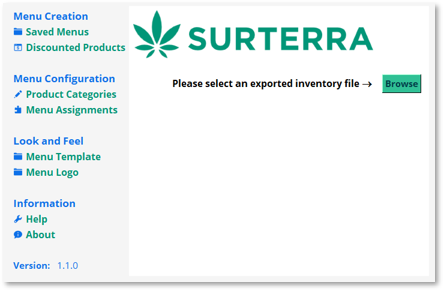 Menu Creation
Saved Menus
Discounted Products
Menu Configuration
Product Categories
Menu Assignments
Look and Feel
Menu Template
Menu Logo
Information
Help
About
Version: 1.1.0
SURTERRA
Please select an exported inventory file → Browse